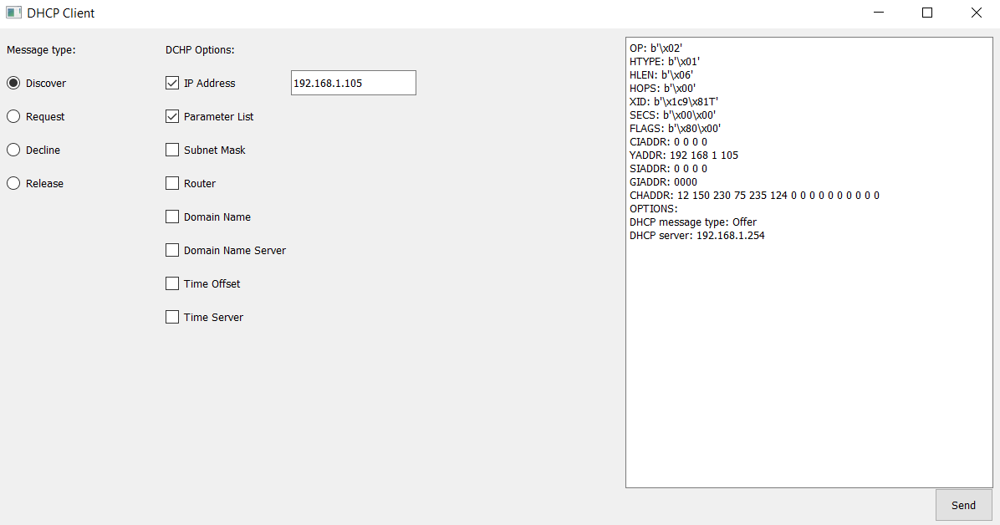 DHCP Client
Message type:
DCHP Options:
Discover
IP Address
192.168.1.105
Request
Parameter List
Decline
Subnet Mask
Release
Router
Domain Name
Domain Name Server
Time Offset
Time Server
OP: b'\x02'
HTYPE: b'\x01'
HLEN: b'\x06'
HOPS: b'\x00'
XID: b'\x1c9\x81T'
SECS: b'\x00\x00'
FLAGS: b'\x80\x00'
CIADDR: 0 0 0 0
YADDR: 192 168 1 105
SIADDR: 0 0 0 0
GIADDR: 0000
CHADDR: 12 150 230 75 235 124 0 0 0 0 0 0 0 0 0 0
OPTIONS:
DHCP message type: Offer
DHCP server: 192.168.1.254
Send